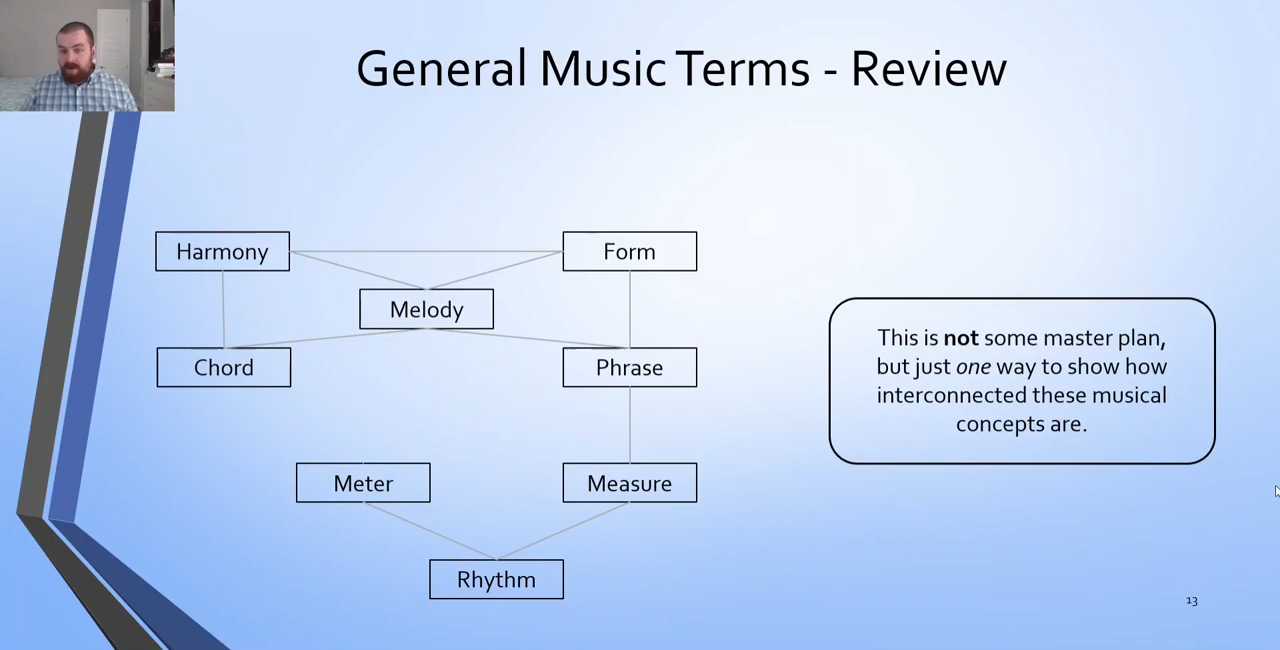 General Music Terms - Review
Harmony
Form
Melody
Chord
Phrase
Meter
Measure
Rhythm
This is not some master plan,
but just one way to show how
interconnected these musical
concepts are.
13